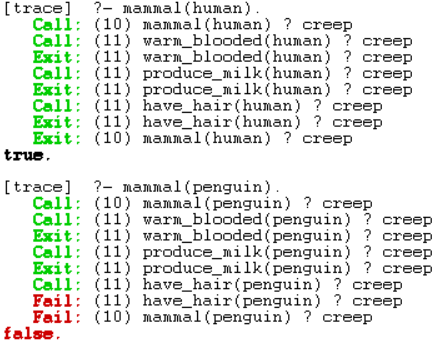 [trace]  ?- mammal(human).
   Call: (10) mammal(human) ? creep
   Call: (11) warm_blooded(human) ? creep
   Exit: (11) warm_blooded(human) ? creep
   Call: (11) produce_milk(human) ? creep
   Exit: (11) produce_milk(human) ? creep
   Call: (11) have_hair(human) ? creep
   Exit: (11) have_hair(human) ? creep
   Exit: (10) mammal(human) ? creep
true.
[trace]  ?- mammal(penguin).
   Call: (10) mammal(penguin) ? creep
   Call: (11) warm_blooded(penguin) ? creep
   Exit: (11) warm_blooded(penguin) ? creep
   Call: (11) produce_milk(penguin) ? creep
   Exit: (11) produce_milk(penguin) ? creep
   Call: (11) have_hair(penguin) ? creep
   Fail: (11) have_hair(penguin) ? creep
   Fail: (10) mammal(penguin) ? creep
false.